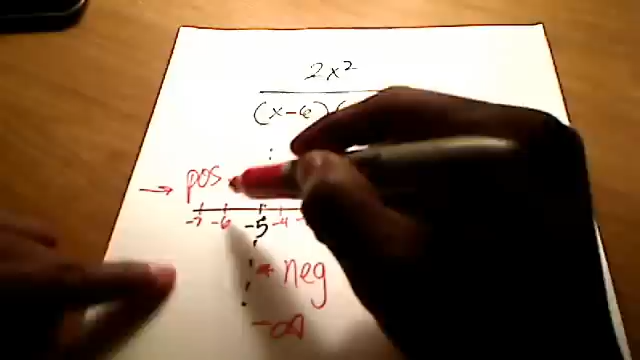 2x²
(x-6)(
→ pos
-7 -6 -5 -4
← neg
-∞